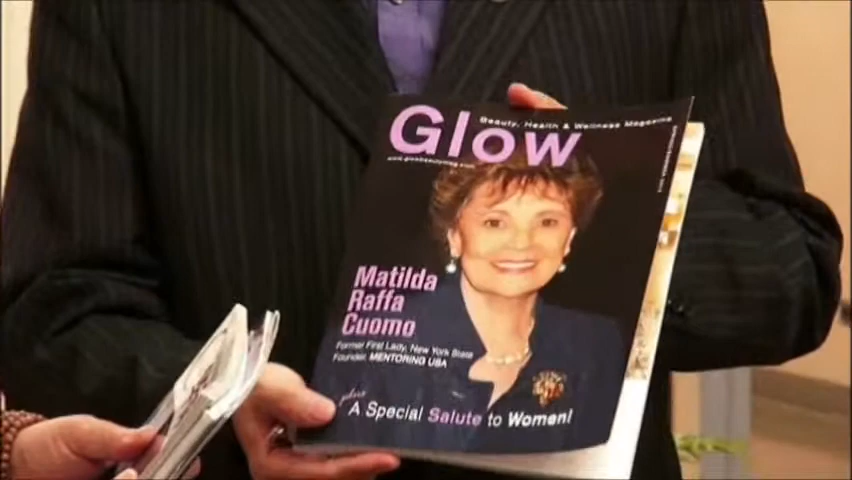 Beauty, Health & Wellness Magazine
Glow
Matilda
Raffa
Cuomo
Former First Lady, New York State
Founder, MENTORING USA
plus
A Special Salute to Women!